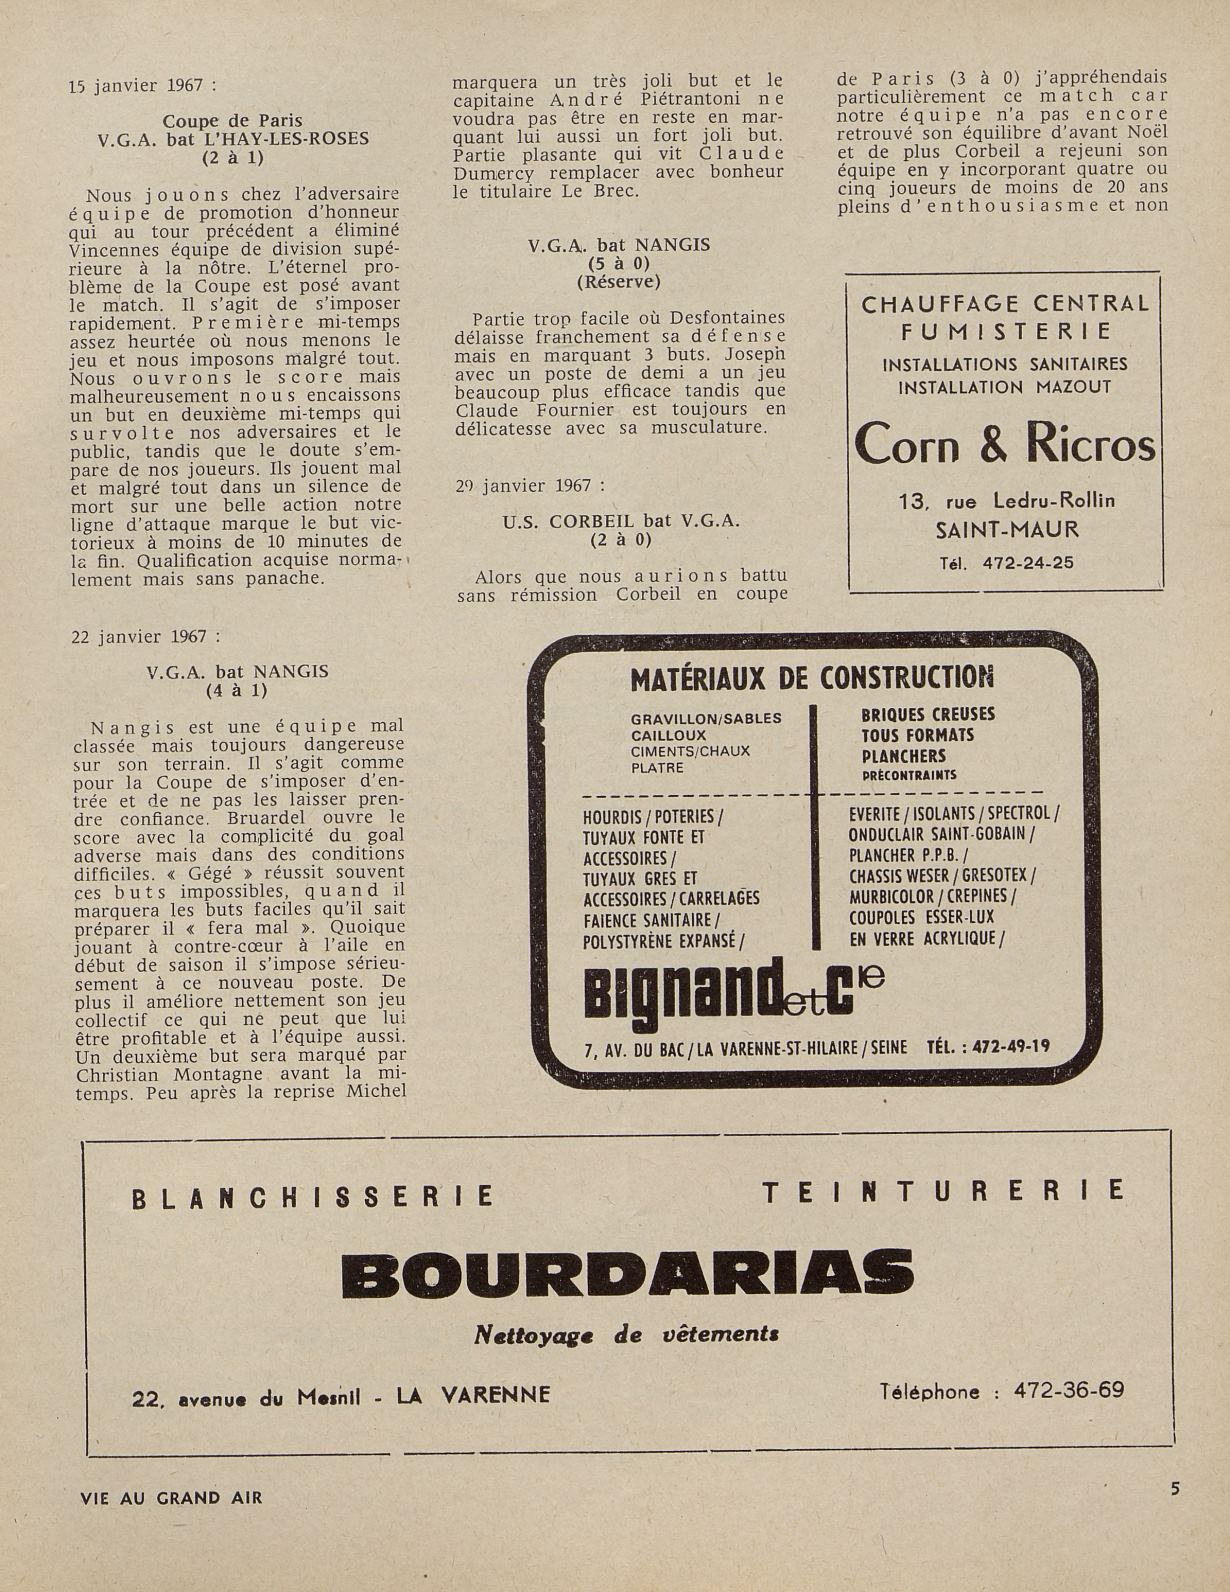 15 janvier 1967 :
Coupe de Paris
V.G.A. bat L'HAY-LES-ROSES
(2 à 1)
Nous jouons chez l'adversaire
équipe de promotion d'honneur
qui au tour précédent a éliminé
Vincennes équipe de division supé-
rieure à la nôtre. L'éternel pro-
blème de la Coupe est posé avant
le match. Il s'agit de s'imposer
rapidement. Première mi-temps
assez heurtée où nous menons le
jeu et nous imposons malgré tout.
Nous ouvrons le score mais
malheureusement nous encaissons
un but en deuxième mi-temps qui
survolte nos adversaires et le
public, tandis que le doute s'em-
pare de nos joueurs. Ils jouent mal
et malgré tout dans un silence de
mort sur une belle action notre
ligne d'attaque marque le but vic-
torieux à moins de 10 minutes de
la fin. Qualification acquise norma-
lement mais sans panache.
22 janvier 1967 :
V.G.A. bat NANGIS
(4 à 1)
Nangis est une équipe mal
classée mais toujours dangereuse
sur son terrain. Il s'agit comme
pour la Coupe de s'imposer d'en-
trée et de ne pas les laisser pren-
dre confiance. Bruardel ouvre le
score avec la complicité du goal
adverse mais dans des conditions
difficiles. « Gégé » réussit souvent
ces buts impossibles, quand il
marquera les buts faciles qu'il sait
préparer il « fera mal ». Quoique
jouant à contre-cœur à l'aile en
début de saison il s'impose sérieu-
sement à ce nouveau poste. De
plus il améliore nettement son jeu
collectif ce qui ne peut que lui
être profitable et à l'équipe aussi.
Un deuxième but sera marqué par
Christian Montagne avant la mi-
temps. Peu après la reprise Michel
marquera un très joli but et le
capitaine André Piétrantoni ne
voudra pas être en reste en mar-
quant lui aussi un fort joli but.
Partie plasante qui vit Claude
Dumercy remplacer avec bonheur
le titulaire Le Brec.
V.G.A. bat NANGIS
(5 à 0)
(Réserve)
Partie trop facile où Desfontaines
délaisse franchement sa défense
mais en marquant 3 buts. Joseph
avec un poste de demi a un jeu
beaucoup plus efficace tandis que
Claude Fournier est toujours en
délicatesse avec sa musculature.
29 janvier 1967 :
U.S. CORBEIL bat V.G.A.
(2 à 0)
Alors que nous aurions battu
sans rémission Corbeil en coupe
de Paris (3 à 0) j'appréhendais
particulièrement ce match car
notre équipe n'a pas encore
retrouvé son équilibre d'avant Noël
et de plus Corbeil a rejeuni son
équipe en y incorporant quatre ou
cinq joueurs de moins de 20 ans
pleins d'enthousiasme et non
CHAUFFAGE CENTRAL
FUMISTERIE
INSTALLATIONS SANITAIRES
INSTALLATION MAZOUT
Corn & Ricros
13, rue Ledru-Rollin
SAINT-MAUR
Tél. 472-24-25
MATÉRIAUX DE CONSTRUCTION
GRAVILLON/SABLES
CAILLOUX
CIMENTS/CHAUX
PLATRE
BRIQUES CREUSES
TOUS FORMATS
PLANCHERS
PRÉCONTRAINTS
HOURDIS / POTERIES /
TUYAUX FONTE ET
ACCESSOIRES /
TUYAUX GRES ET
ACCESSOIRES / CARRELAGES
FAIENCE SANITAIRE /
POLYSTYRÈNE EXPANSÉ /
EVERITE / ISOLANTS / SPECTROL /
ONDUCLAIR SAINT-GOBAIN /
PLANCHER P.P.B. /
CHASSIS WESER / GRESOTEX /
MURBICOLOR / CREPINES /
COUPOLES ESSER-LUX
EN VERRE ACRYLIQUE /
Bignand et Cie
7, AV. DU BAC / LA VARENNE-ST-HILAIRE / SEINE TÉL. : 472-49-19
BLANCHISSERIE TEINTURERIE
BOURDARIAS
Nettoyage de vêtements
22, avenue du Mesnil - LA VARENNE Téléphone : 472-36-69
VIE AU GRAND AIR 5